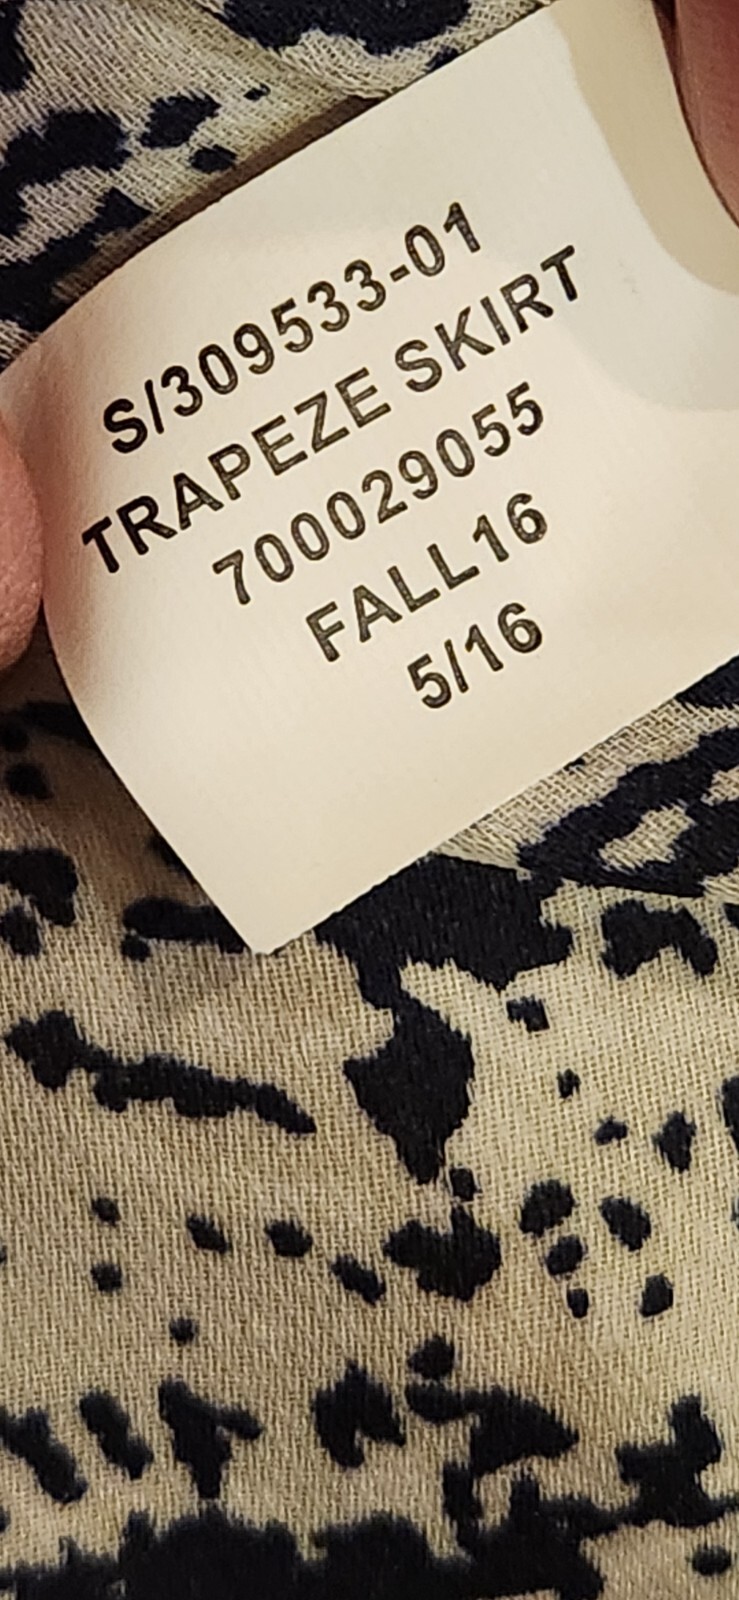 S/309533-01
TRAPEZE SKIRT
700029055
FALL16
5/16